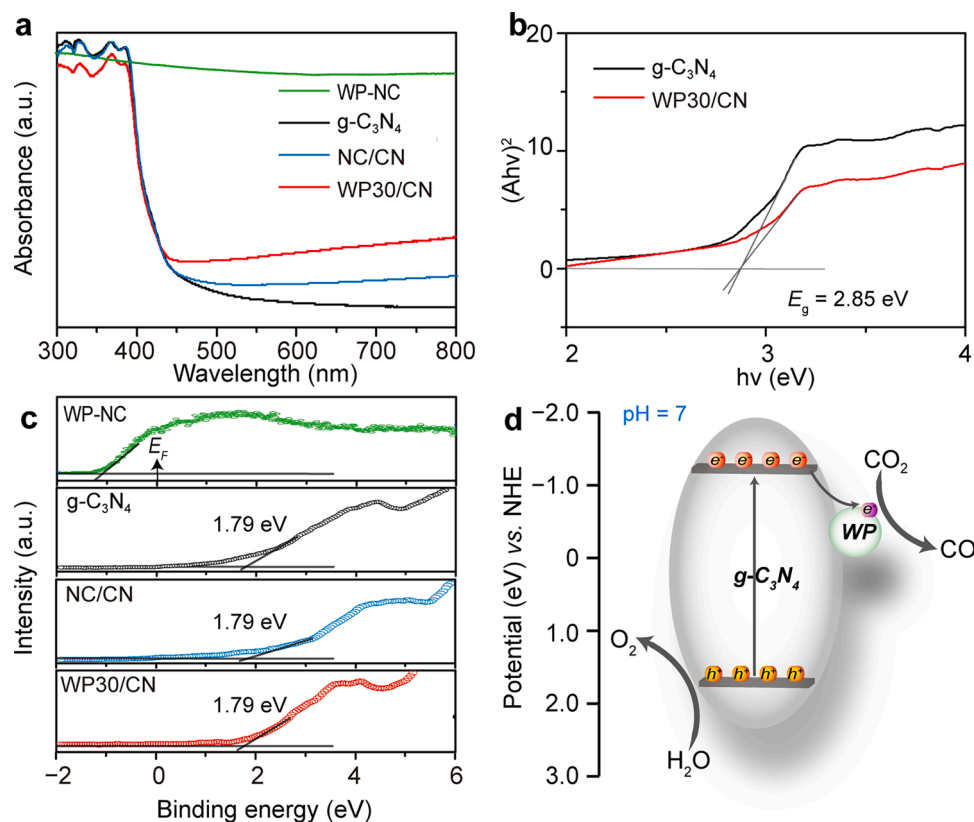 a
Absorbance (a.u.)
WP-NC
g-C₃N₄
NC/CN
WP30/CN
300 400 500 600 700 800
Wavelength (nm)
b
(Ahv)²
20
10
0
g-C₃N₄
WP30/CN
E_g = 2.85 eV
2 3 4
hv (eV)
c
Intensity (a.u.)
WP-NC
E_F
g-C₃N₄
1.79 eV
NC/CN
1.79 eV
WP30/CN
1.79 eV
−2 0 2 4 6
Binding energy (eV)
d
Potential (eV) vs. NHE
−2.0
−1.0
0
1.0
2.0
3.0
pH = 7
e⁻ e⁻ e⁻ e⁻
CO₂
e⁻
WP
CO
g-C₃N₄
O₂
h⁺ h⁺ h⁺ h⁺
H₂O